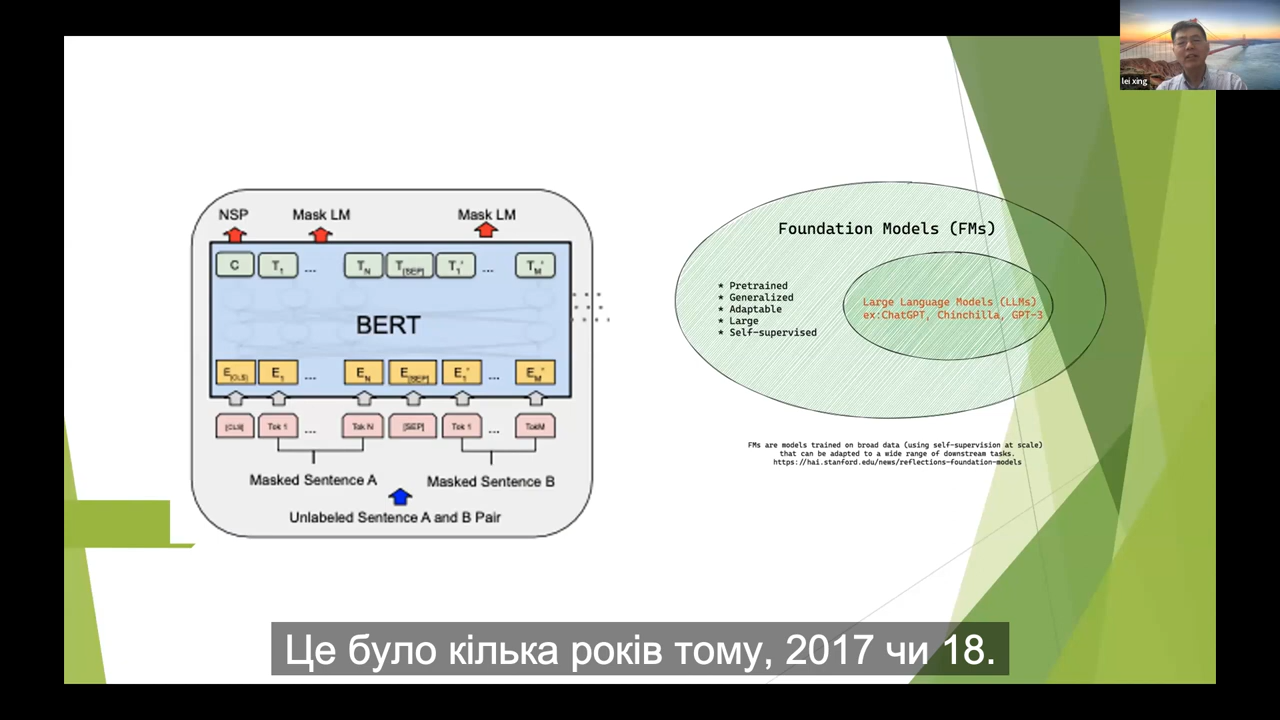 lei xing
NSP Mask LM Mask LM
C T1 ... TN T[SEP] T1' ... TM'
BERT
E[CLS] E1 ... EN E[SEP] E1' ... EM'
[CLS] Tok 1 ... Tok N [SEP] Tok 1 ... TokM
Masked Sentence A Masked Sentence B
Unlabeled Sentence A and B Pair
Foundation Models (FMs)
* Pretrained
* Generalized
* Adaptable
* Large
* Self-supervised
Large Language Models (LLMs)
ex:ChatGPT, Chinchilla, GPT-3
FMs are models trained on broad data (using self-supervision at scale)
that can be adapted to a wide range of downstream tasks.
https://hai.stanford.edu/news/reflections-foundation-models
Це було кілька років тому, 2017 чи 18.